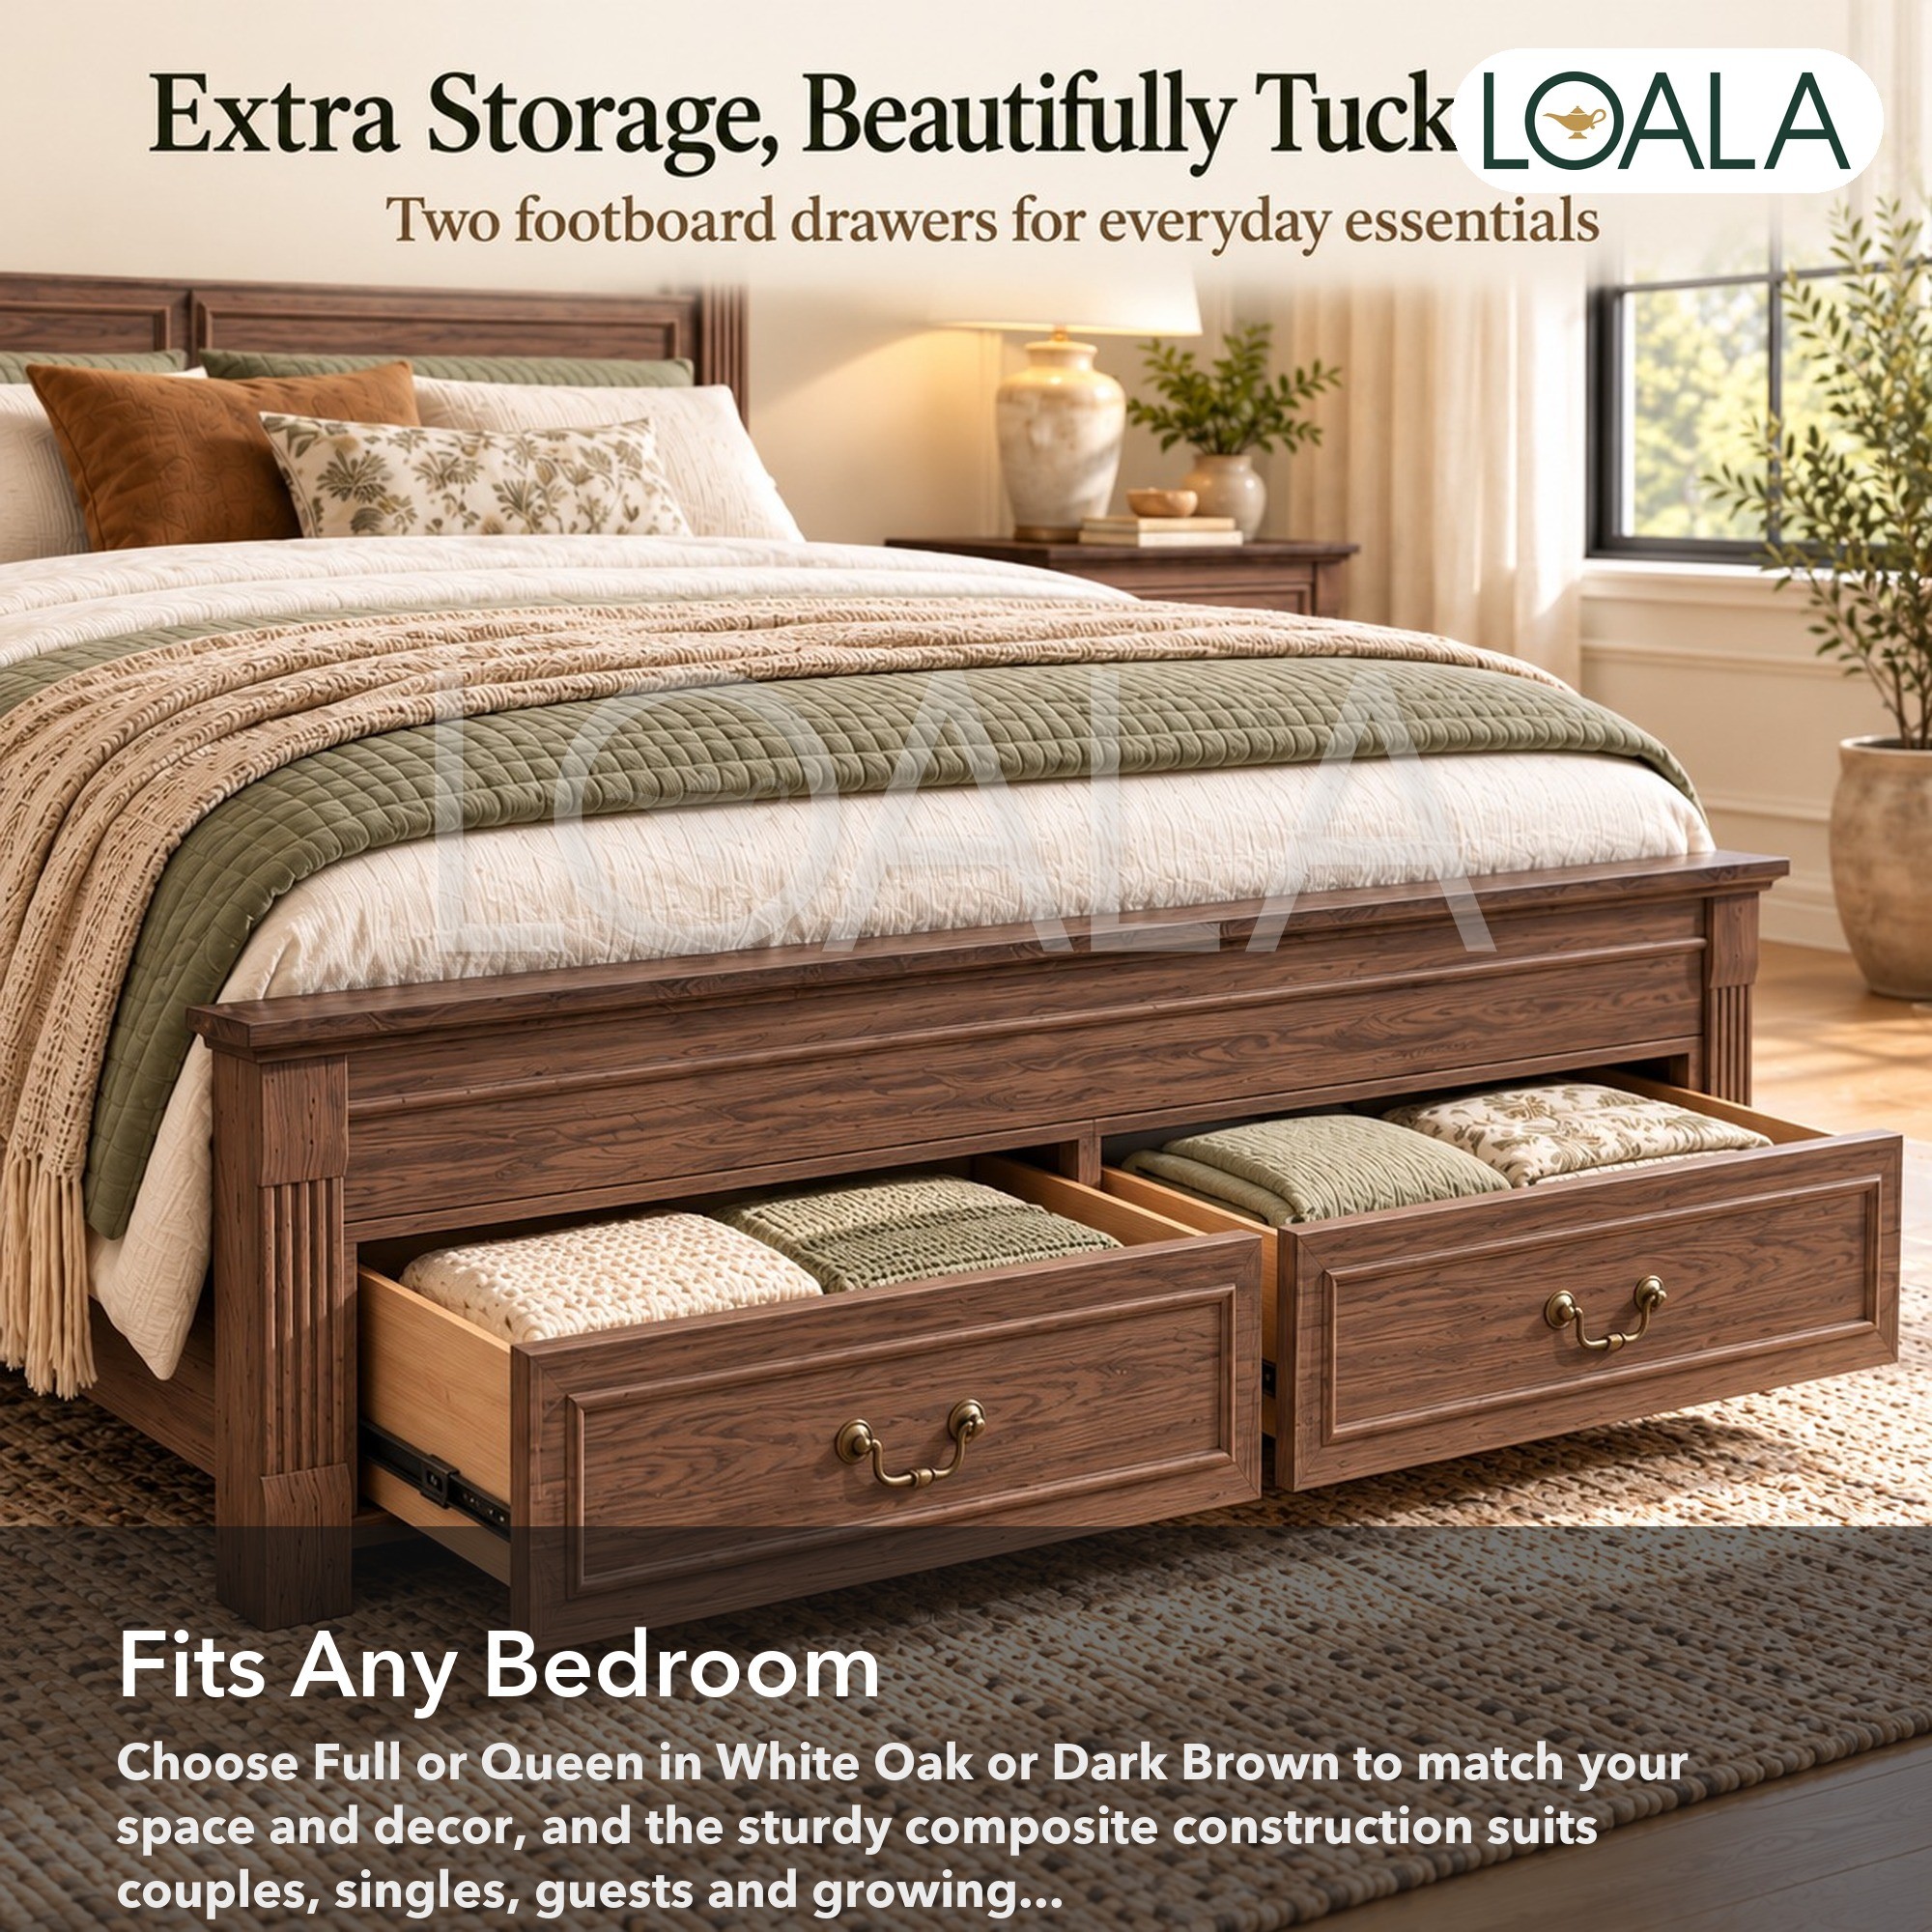 Extra Storage, Beautifully Tuck
LOALA
Two footboard drawers for everyday essentials
LOALA
Fits Any Bedroom
Choose Full or Queen in White Oak or Dark Brown to match your
space and decor, and the sturdy composite construction suits
couples, singles, guests and growing...